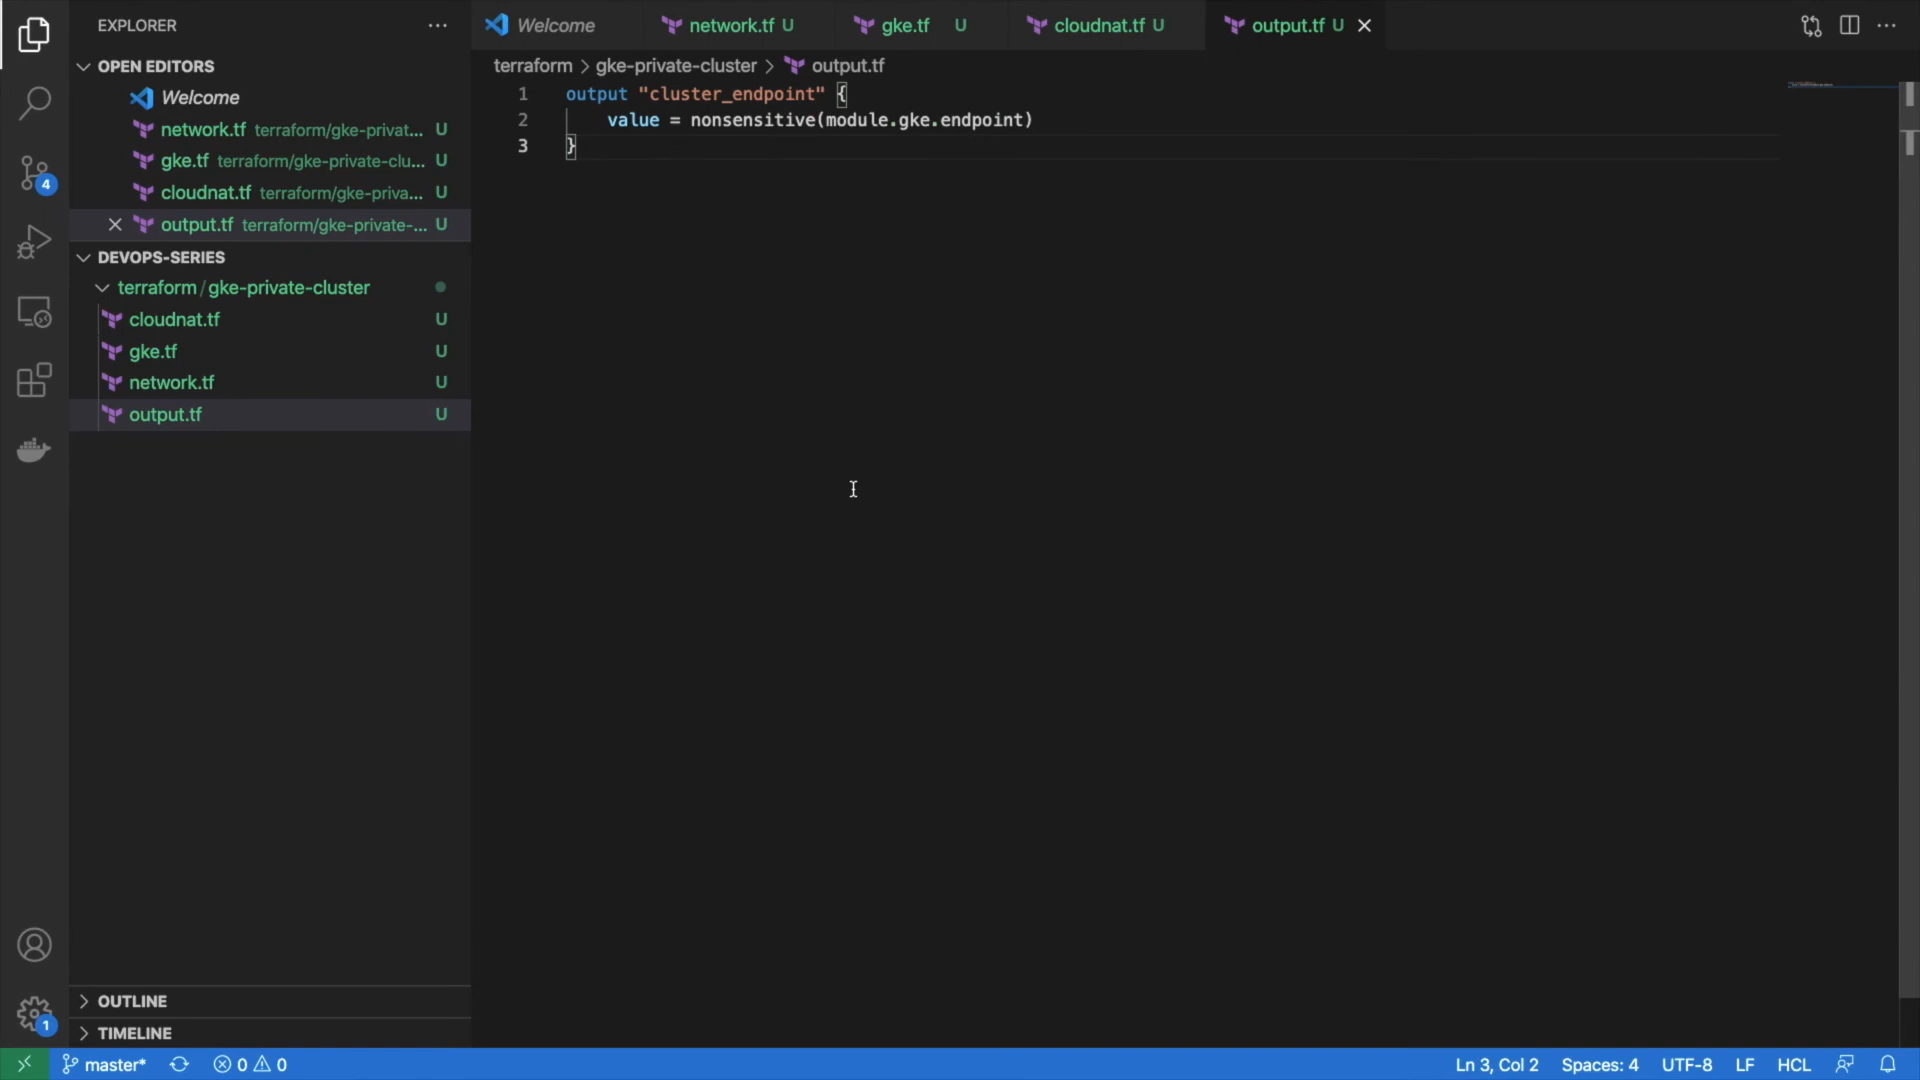 EXPLORER
OPEN EDITORS
Welcome
network.tf terraform/gke-privat... U
gke.tf terraform/gke-private-clu... U
cloudnat.tf terraform/gke-priva... U
output.tf terraform/gke-private-... U
DEVOPS-SERIES
terraform/gke-private-cluster
cloudnat.tf U
gke.tf U
network.tf U
output.tf U
OUTLINE
TIMELINE
4
1
Welcome network.tf U gke.tf U cloudnat.tf U output.tf U
terraform > gke-private-cluster > output.tf
1 output "cluster_endpoint" {
2 value = nonsensitive(module.gke.endpoint)
3 }
master* 0 0 Ln 3, Col 2 Spaces: 4 UTF-8 LF HCL